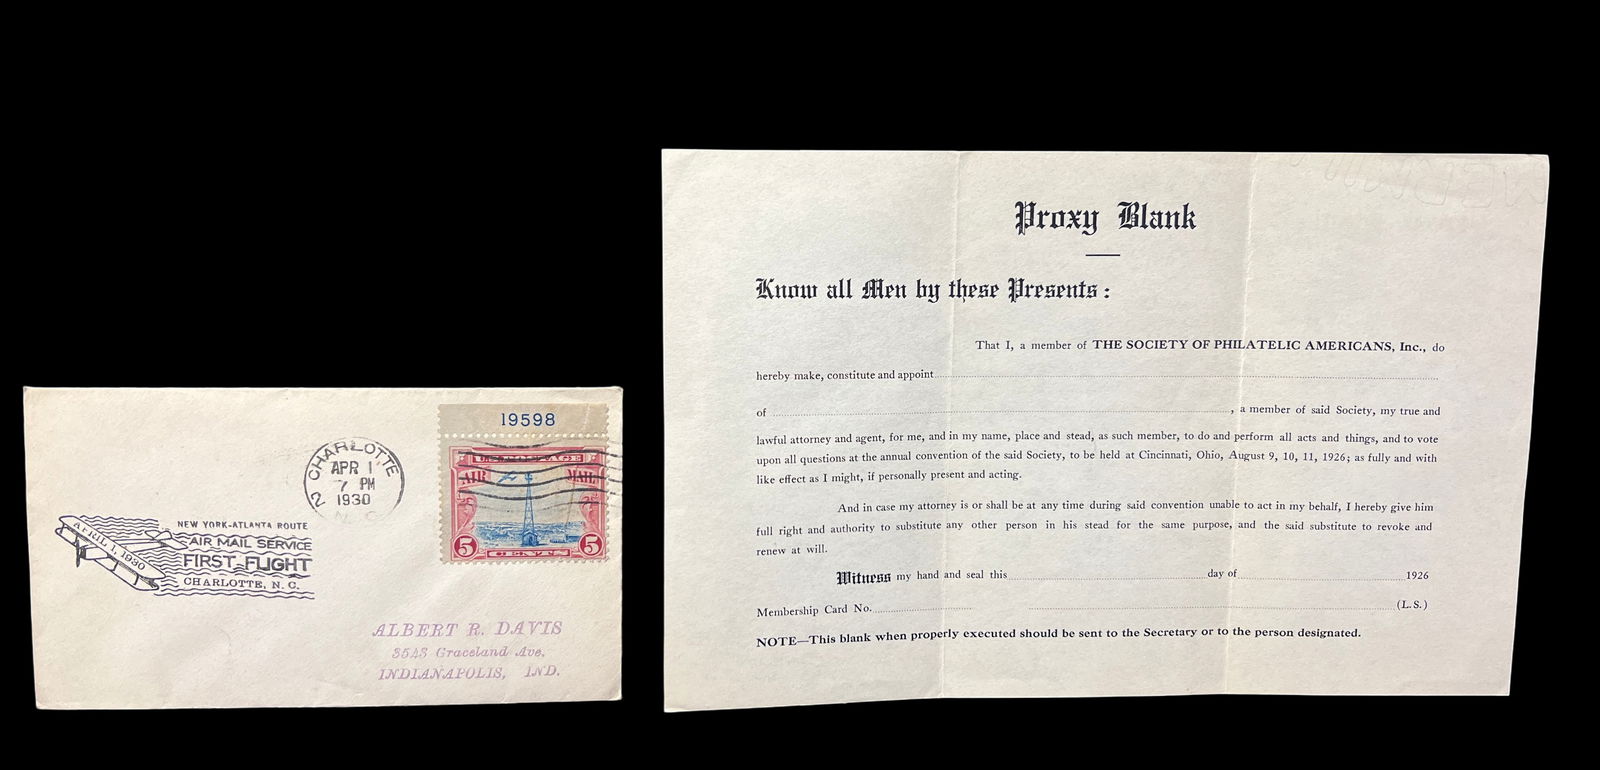 19598
CHARLOTTE
APR 1
7 PM
1930
2
N. C.
U.S. POSTAGE
AIR MAIL
5 CENTS 5
APRIL 1, 1930
NEW YORK-ATLANTA ROUTE
AIR MAIL SERVICE
FIRST FLIGHT
CHARLOTTE, N. C.
ALBERT R. DAVIS
3543 Graceland Ave.
INDIANAPOLIS, IND.
Proxy Blank
Know all Men by these Presents:
That I, a member of THE SOCIETY OF PHILATELIC AMERICANS, Inc., do
hereby make, constitute and appoint
of , a member of said Society, my true and
lawful attorney and agent, for me, and in my name, place and stead, as such member, to do and perform all acts and things, and to vote
upon all questions at the annual convention of the said Society, to be held at Cincinnati, Ohio, August 9, 10, 11, 1926; as fully and with
like effect as I might, if personally present and acting.
And in case my attorney is or shall be at any time during said convention unable to act in my behalf, I hereby give him
full right and authority to substitute any other person in his stead for the same purpose, and the said substitute to revoke and
renew at will.
Witness my hand and seal this day of 1926
Membership Card No. (L. S.)
NOTE—This blank when properly executed should be sent to the Secretary or to the person designated.